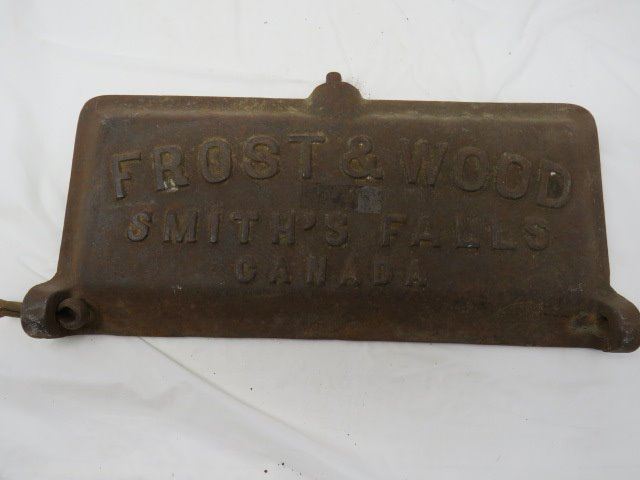 FROST & WOOD
SMITH'S FALLS
CANADA